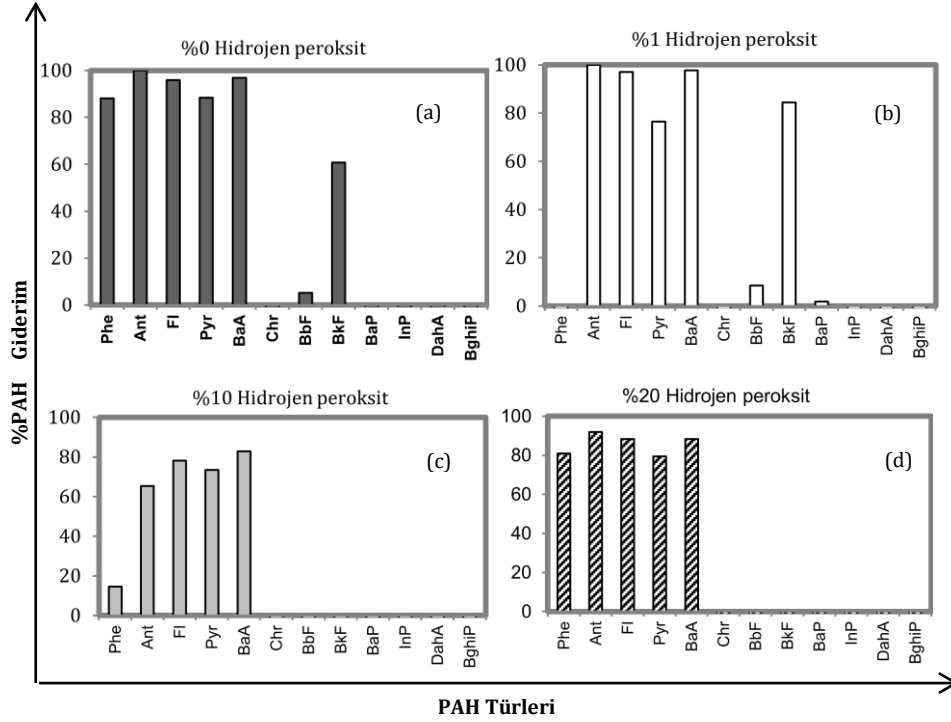 %0 Hidrojen peroksit
100
80
60
40
20
0
(a)
Phe Ant Fl Pyr BaA Chr BbF BkF BaP InP DahA BghiP
%1 Hidrojen peroksit
100
80
60
40
20
0
(b)
Phe Ant Fl Pyr BaA Chr BbF BkF BaP InP DahA BghiP
%PAH Giderim
%10 Hidrojen peroksit
100
80
60
40
20
0
(c)
Phe Ant Fl Pyr BaA Chr BbF BkF BaP InP DahA BghiP
%20 Hidrojen peroksit
100
80
60
40
20
0
(d)
Phe Ant Fl Pyr BaA Chr BbF BkF BaP InP DahA BghiP
PAH Türleri